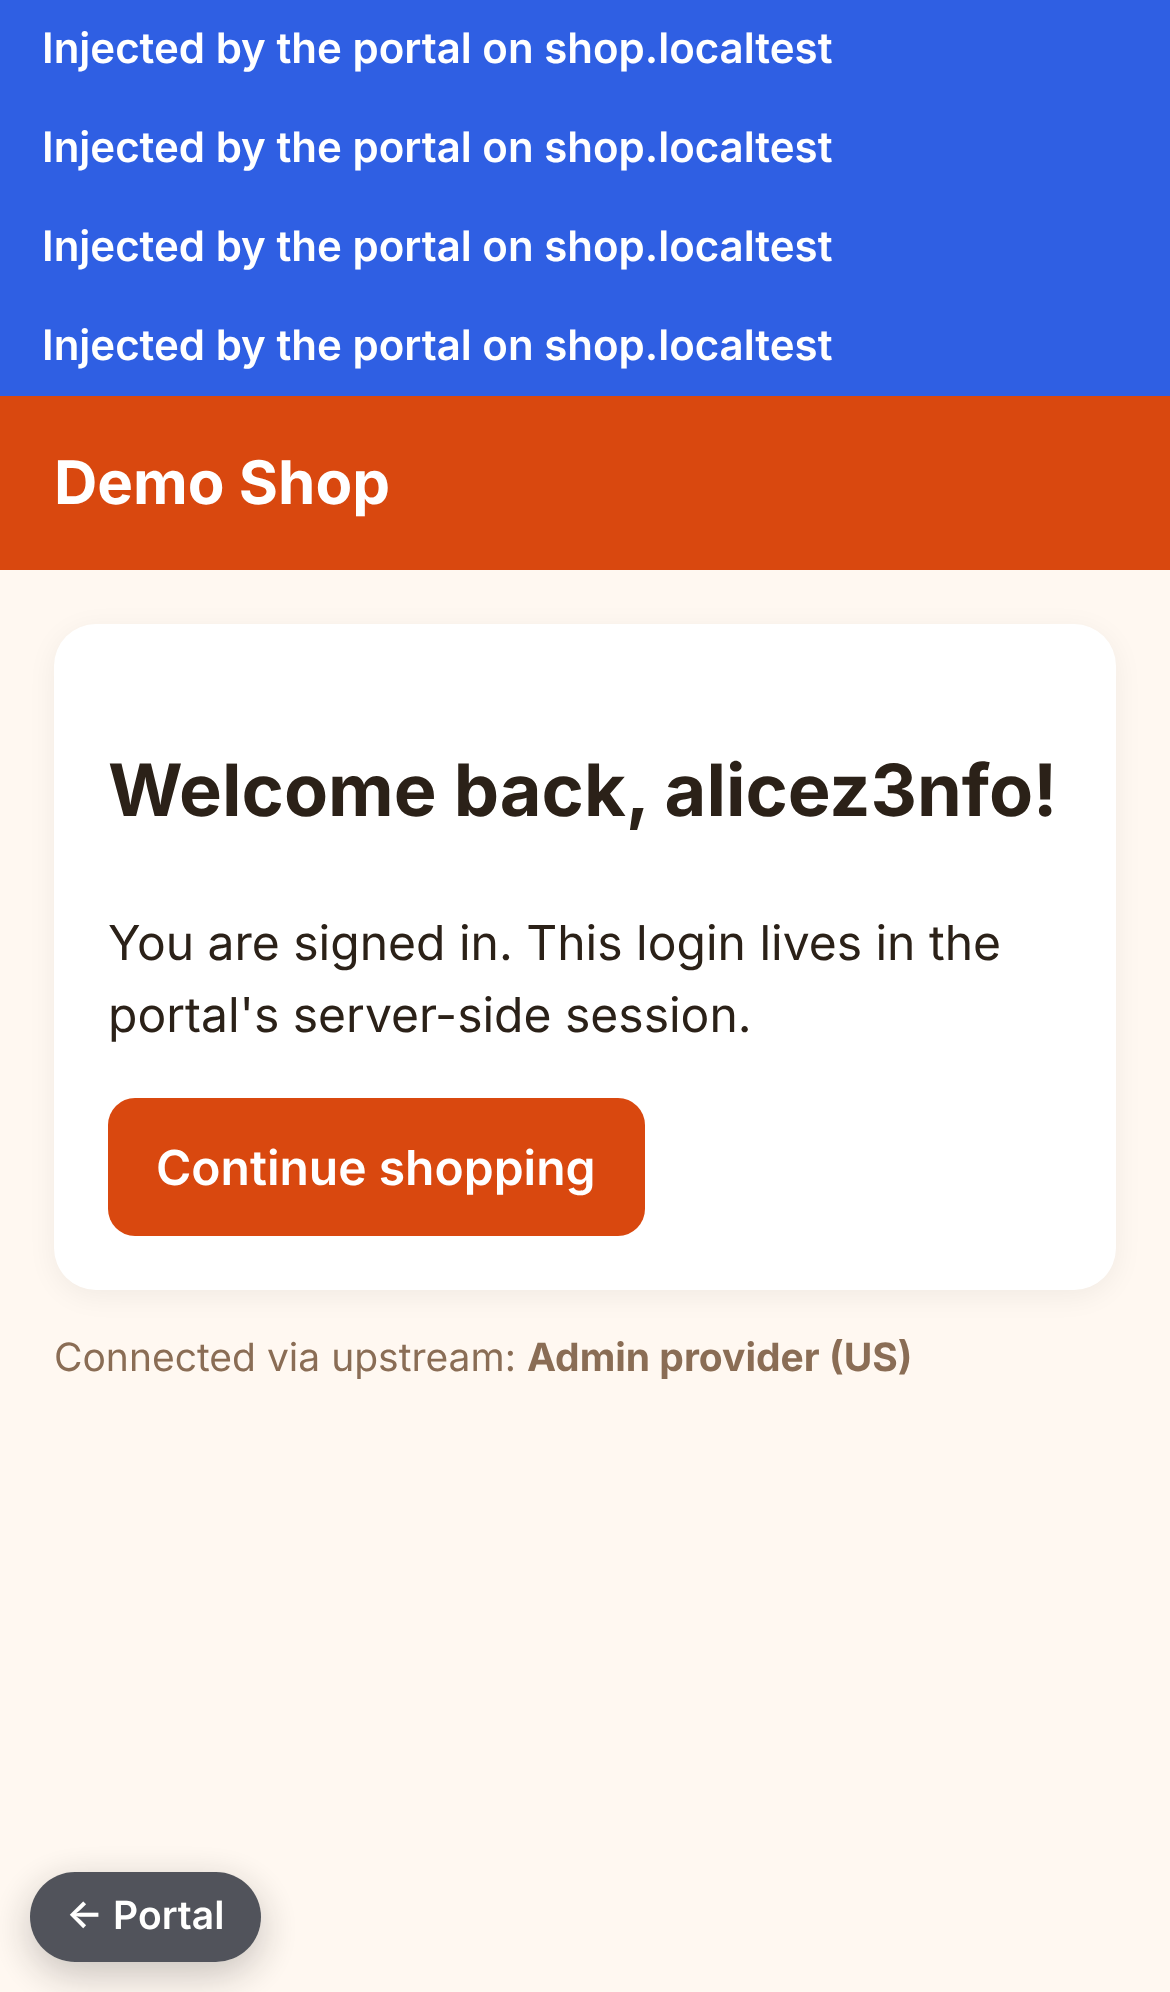 Injected by the portal on shop.localtest
Injected by the portal on shop.localtest
Injected by the portal on shop.localtest
Injected by the portal on shop.localtest
Demo Shop
Welcome back, alicez3nfo!
You are signed in. This login lives in the
portal's server-side session.
Continue shopping
Connected via upstream: Admin provider (US)
← Portal